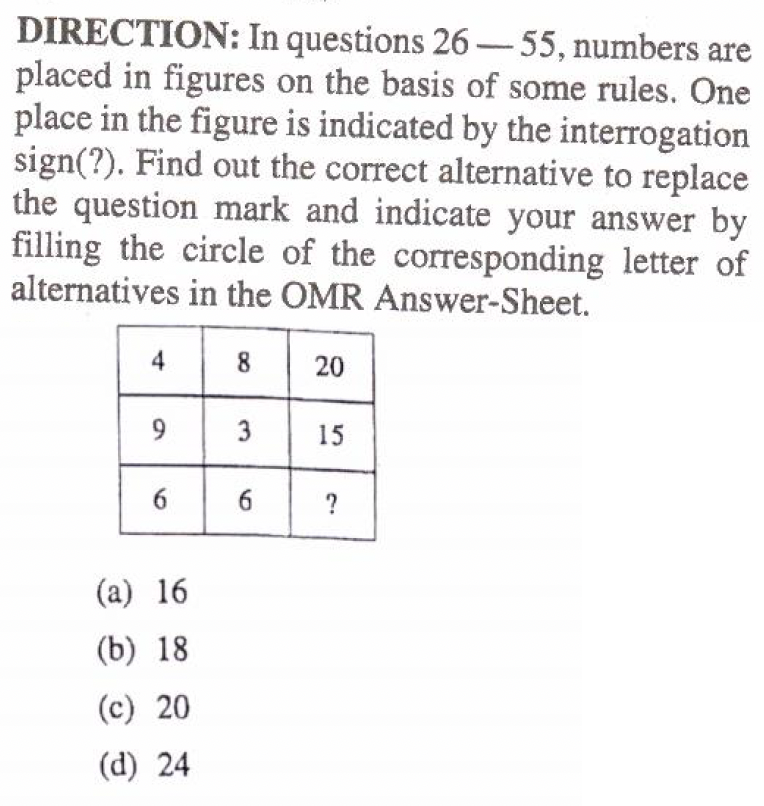 DIRECTION: In questions 26 — 55, numbers are
placed in figures on the basis of some rules. One
place in the figure is indicated by the interrogation
sign(?). Find out the correct alternative to replace
the question mark and indicate your answer by
filling the circle of the corresponding letter of
alternatives in the OMR Answer-Sheet.
4 8 20
9 3 15
6 6 ?
(a) 16
(b) 18
(c) 20
(d) 24